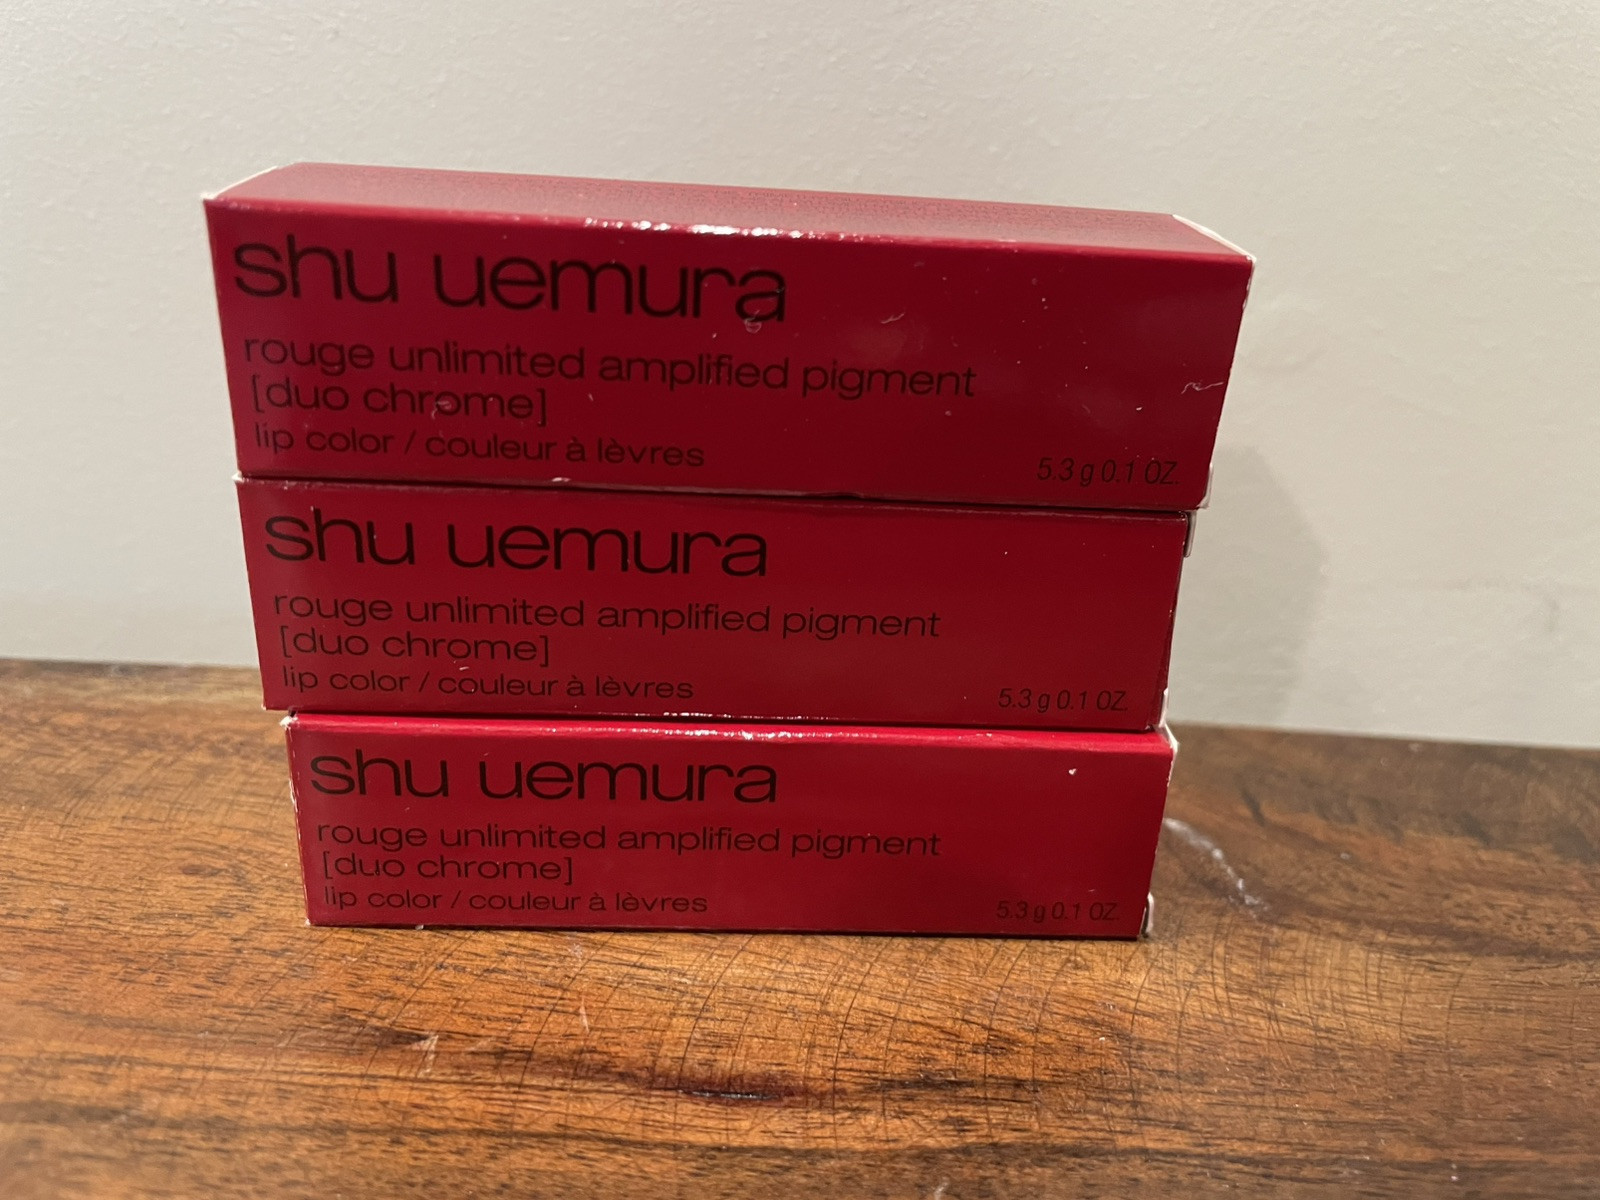 shu uemura
rouge unlimited amplified pigment
[duo chrome]
lip color / couleur à lèvres
5.3 g 0.1 OZ.
shu uemura
rouge unlimited amplified pigment
[duo chrome]
lip color / couleur à lèvres
5.3 g 0.1 OZ.
shu uemura
rouge unlimited amplified pigment
[duo chrome]
lip color / couleur à lèvres
5.3 g 0.1 OZ.